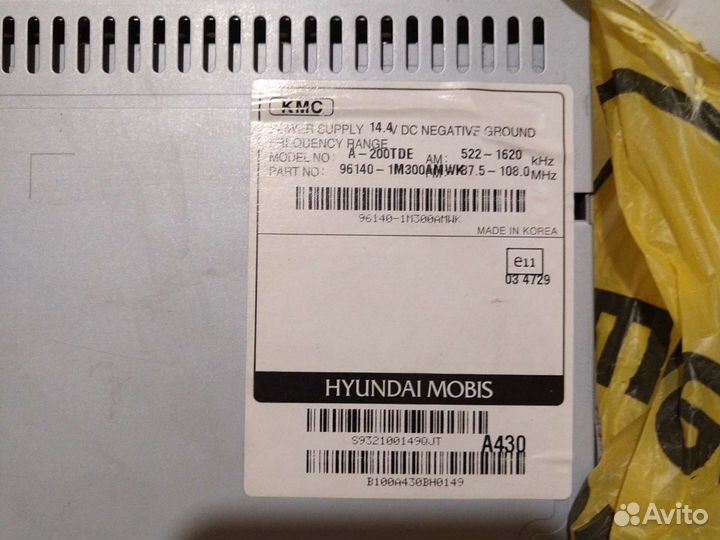 KMC
POWER SUPPLY 14.4V DC NEGATIVE GROUND
FREQUENCY RANGE
MODEL NO: A-200TDE AM: 522-1620 kHz
PART NO: 96140-1M300AMWK 87.5-108.0 MHz
96140-1M300AMWK
MADE IN KOREA
e11
03 4729
HYUNDAI MOBIS
S932100149QJT A430
B100A430BH0149
Avito